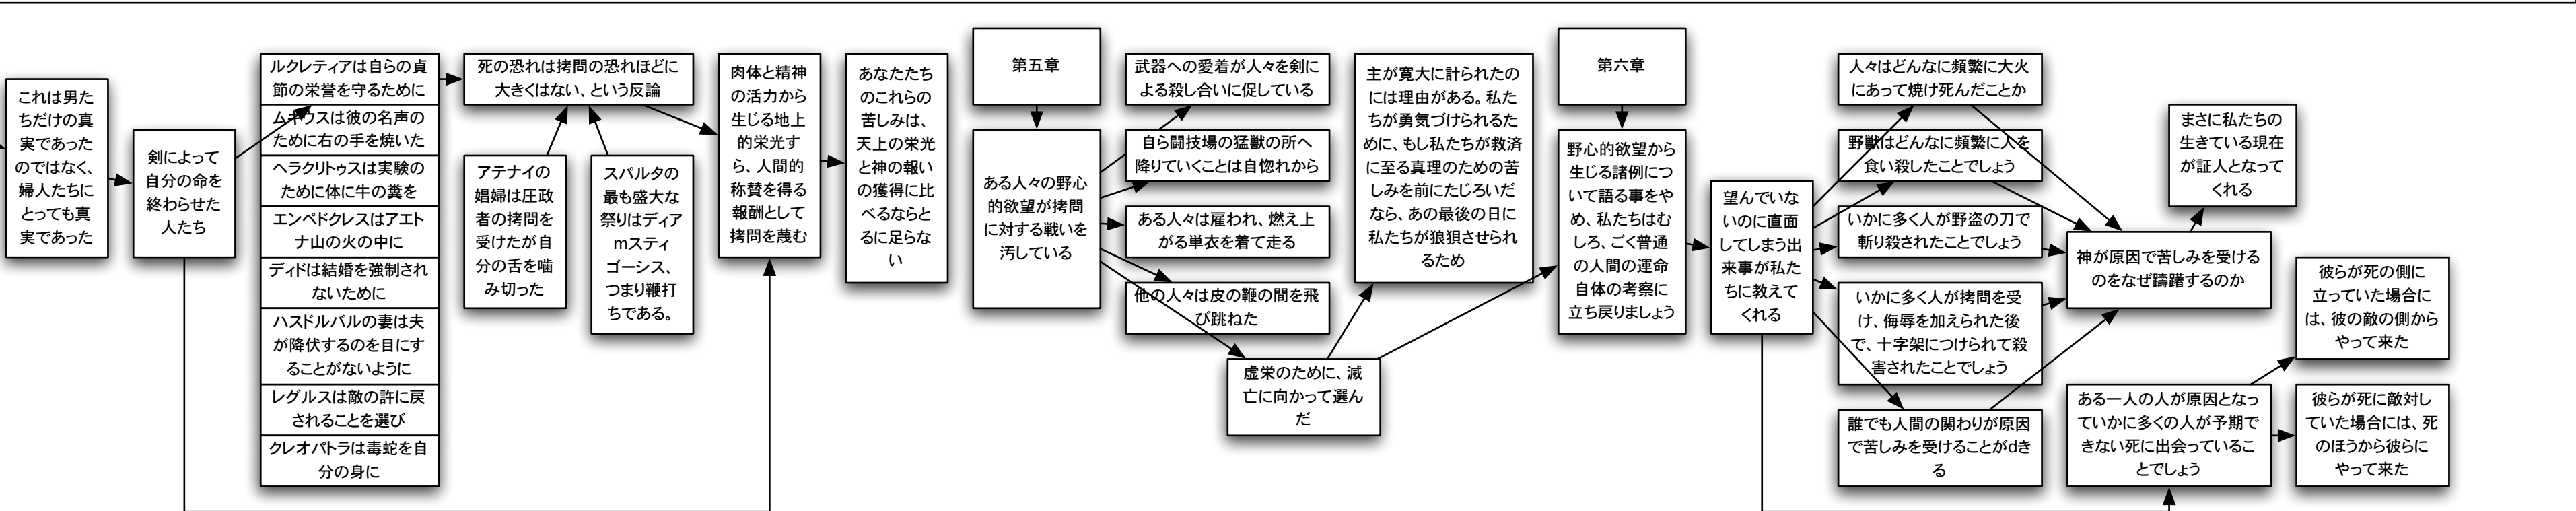 これは男た
ちだけの真
実であった
のではなく、
婦人たちに
とっても真
実であった
剣によって
自分の命を
終わらせた
人たち
ルクレティアは自らの貞
節の栄誉を守るために
ムキウスは彼の名声の
ために右の手を焼いた
ヘラクリトゥスは実験の
ために体に牛の糞を
エンペドクレスはアエト
ナ山の火の中に
ディドは結婚を強制され
ないために
ハスドルバルの妻は夫
が降伏するのを目にす
ることがないように
レグルスは敵の許に戻
されることを選び
クレオパトラは毒蛇を自
分の身に
死の恐れは拷問の恐れほどに
大きくはない、という反論
アテナイの
娼婦は圧政
者の拷問を
受けたが自
分の舌を噛
み切った
スパルタの
最も盛大な
祭りはディア
mスティ
ゴーシス、
つまり鞭打
ちである。
肉体と精神
の活力から
生じる地上
的栄光す
ら、人間的
称賛を得る
報酬として
拷問を蔑む
あなたたち
のこれらの
苦しみは、
天上の栄光
と神の報い
の獲得に比
べるならと
るに足らな
い
第五章
ある人々の野心
的欲望が拷問
に対する戦いを
汚している
武器への愛着が人々を剣に
よる殺し合いに促している
自ら闘技場の猛獣の所へ
降りていくことは自惚れから
ある人々は雇われ、燃え上
がる単衣を着て走る
他の人々は皮の鞭の間を飛
び跳ねた
虚栄のために、滅
亡に向かって選ん
だ
主が寛大に計られたの
には理由がある。私た
ちが勇気づけられるた
めに、もし私たちが救済
に至る真理のための苦
しみを前にたじろいだ
なら、あの最後の日に
私たちが狼狽させられ
るため
第六章
野心的欲望から
生じる諸例につ
いて語る事をや
め、私たちはむ
しろ、ごく普通
の人間の運命
自体の考察に
立ち戻りましょう
望んでいな
いのに直面
してしまう出
来事が私た
ちに教えて
くれる
人々はどんなに頻繁に大火
にあって焼け死んだことか
野獣はどんなに頻繁に人を
食い殺したことでしょう
いかに多く人が野盗の刀で
斬り殺されたことでしょう
いかに多く人が拷問を受
け、侮辱を加えられた後
で、十字架につけられて殺
害されたことでしょう
誰でも人間の関わりが原因
で苦しみを受けることがdき
る
神が原因で苦しみを受ける
のをなぜ躊躇するのか
まさに私たちの
生きている現在
が証人となって
くれる
ある一人の人が原因となっ
ていかに多くの人が予期で
きない死に出会っているこ
とでしょう
彼らが死の側に
立っていた場合に
は、彼の敵の側から
やって来た
彼らが死に敵対し
ていた場合には、死
のほうから彼らに
やって来た